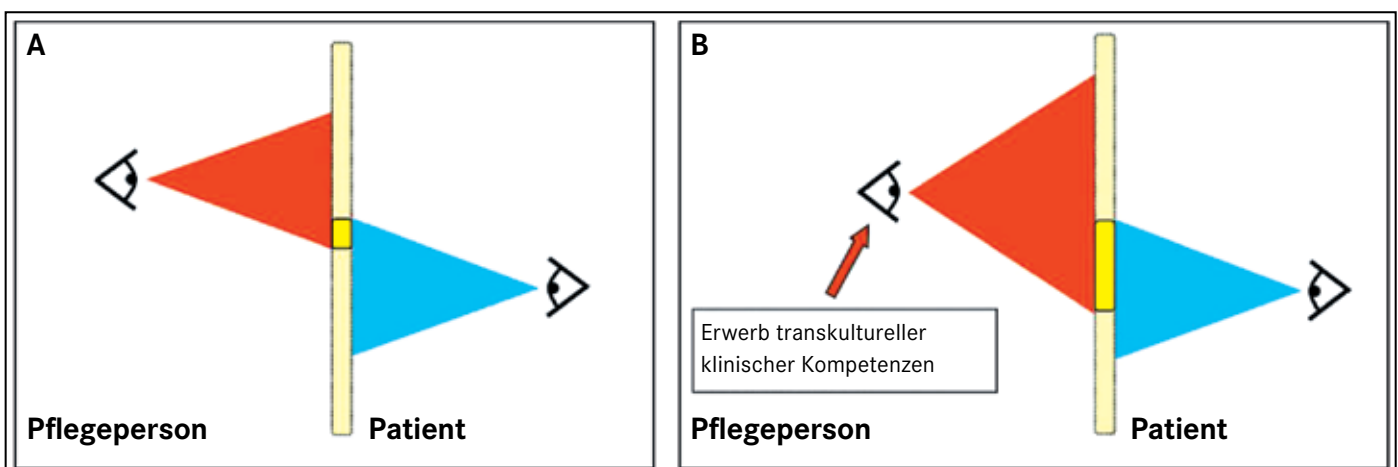 A
Pflegeperson
Patient
B
Erwerb transkultureller
klinischer Kompetenzen
Pflegeperson
Patient